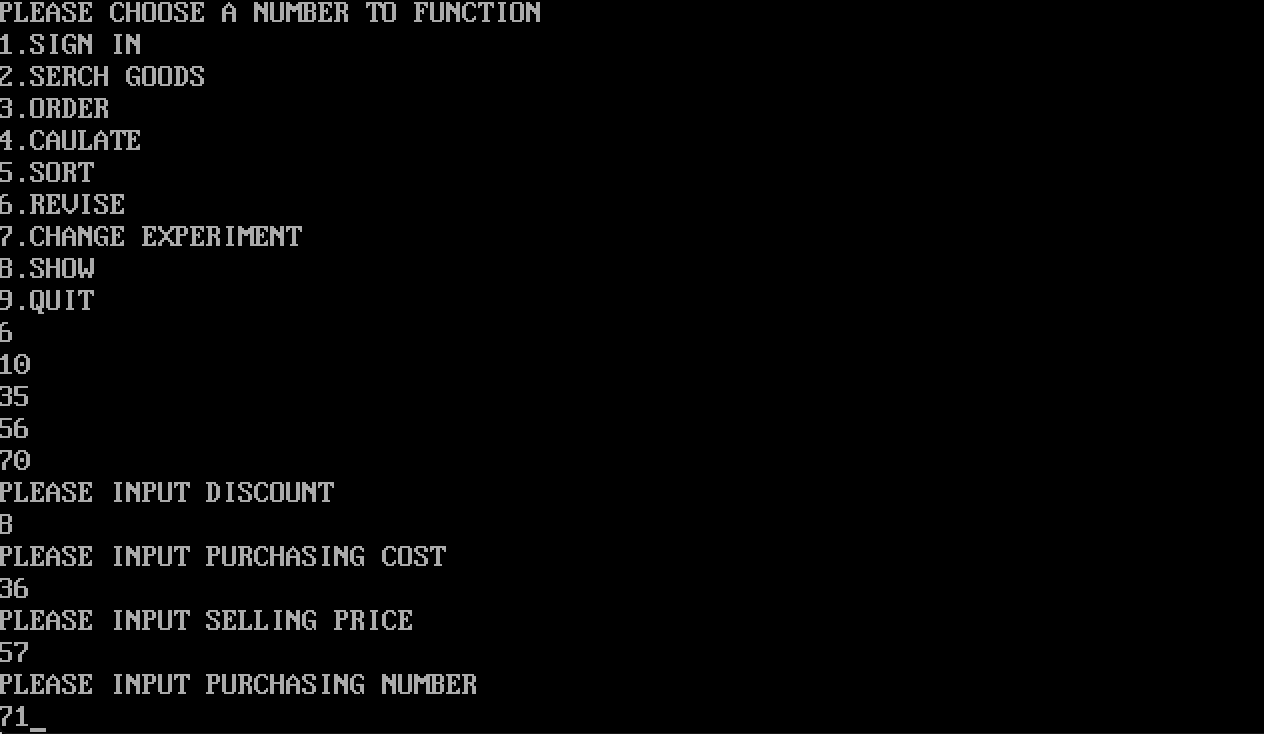 PLEASE CHOOSE A NUMBER TO FUNCTION
1.SIGN IN
2.SERCH GOODS
3.ORDER
4.CAULATE
5.SORT
6.REVISE
7.CHANGE EXPERIMENT
8.SHOW
9.QUIT
6
10
35
56
70
PLEASE INPUT DISCOUNT
8
PLEASE INPUT PURCHASING COST
36
PLEASE INPUT SELLING PRICE
57
PLEASE INPUT PURCHASING NUMBER
71_